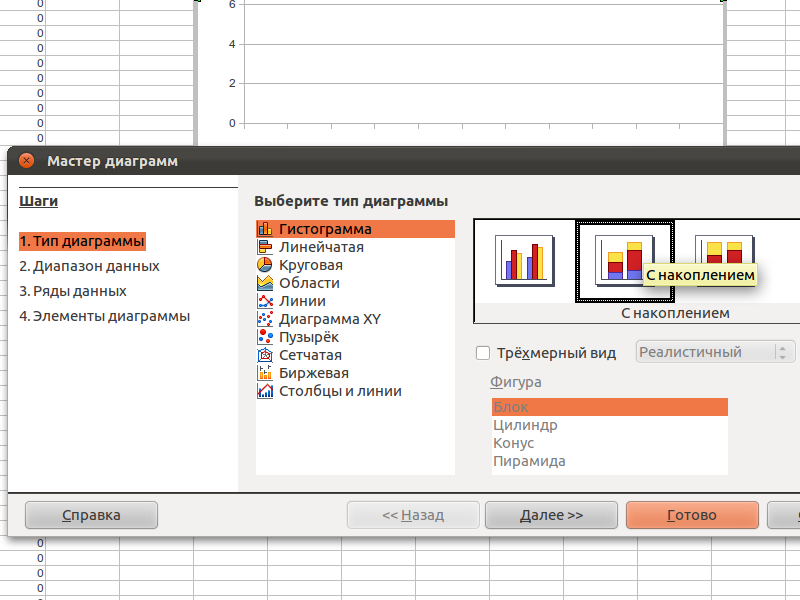 0
0
0
0
0
0
0
0
0
0
6
4
2
0
Мастер диаграмм
Шаги
1. Тип диаграммы
2. Диапазон данных
3. Ряды данных
4. Элементы диаграммы
Выберите тип диаграммы
Гистограмма
Линейчатая
Круговая
Области
Линии
Диаграмма XY
Пузырёк
Сетчатая
Биржевая
Столбцы и линии
С накоплением
С накоплением
Трёхмерный вид
Реалистичный
Фигура
Блок
Цилиндр
Конус
Пирамида
Справка
<< Назад
Далее >>
Готово
0
0
0
0